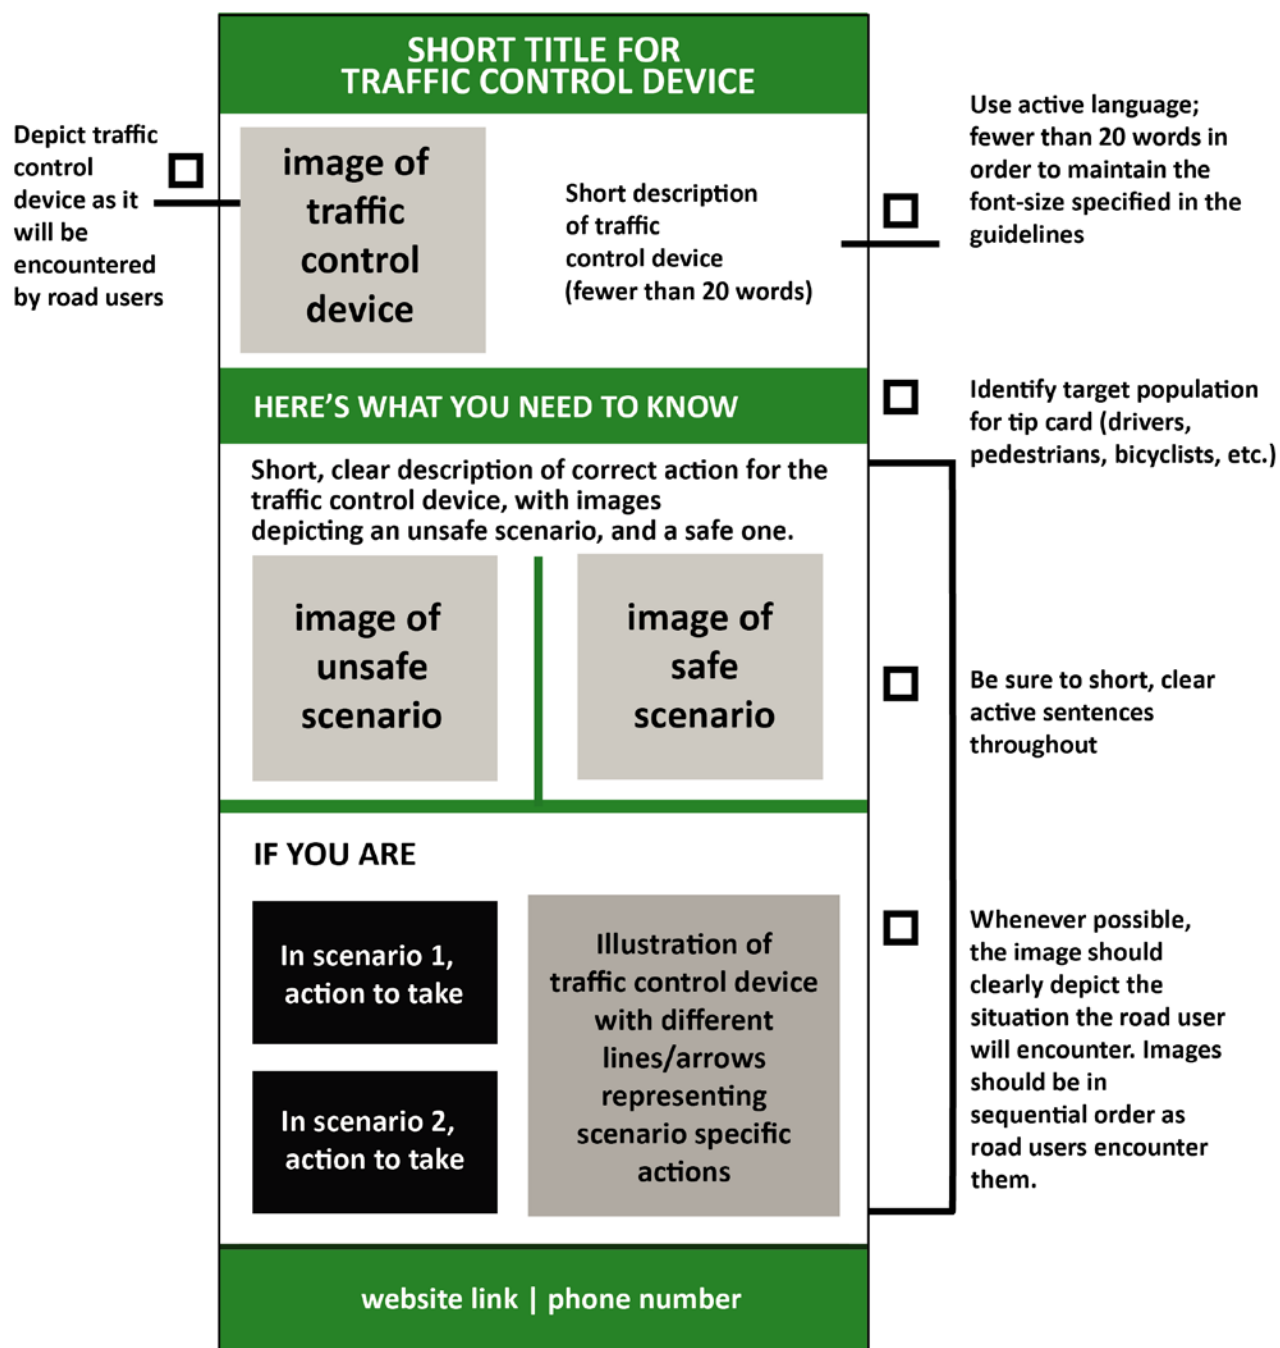 SHORT TITLE FOR
TRAFFIC CONTROL DEVICE
Depict traffic
control
device as it
will be
encountered
by road users
image of
traffic
control
device
Short description
of traffic
control device
(fewer than 20 words)
Use active language;
fewer than 20 words in
order to maintain the
font-size specified in the
guidelines
HERE'S WHAT YOU NEED TO KNOW
Identify target population
for tip card (drivers,
pedestrians, bicyclists, etc.)
Short, clear description of correct action for the
traffic control device, with images
depicting an unsafe scenario, and a safe one.
image of
unsafe
scenario
image of
safe
scenario
Be sure to short, clear
active sentences
throughout
IF YOU ARE
In scenario 1,
action to take
In scenario 2,
action to take
Illustration of
traffic control device
with different
lines/arrows
representing
scenario specific
actions
Whenever possible,
the image should
clearly depict the
situation the road user
will encounter. Images
should be in
sequential order as
road users encounter
them.
website link | phone number